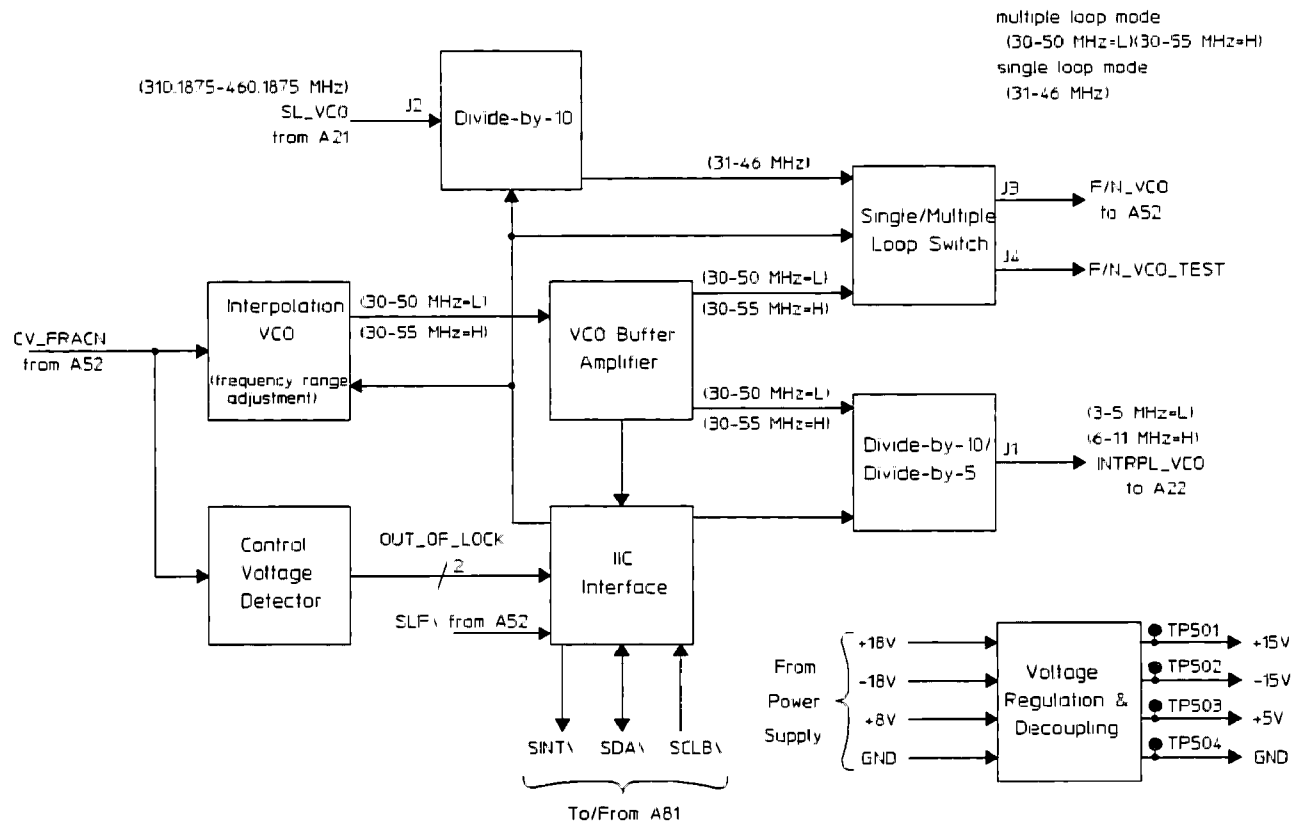 multiple loop mode
(30-50 MHz=L)(30-55 MHz=H)
single loop mode
(31-46 MHz)
(310.1875-460.1875 MHz)
SL_VCO
from A21
J2
Divide-by-10
(31-46 MHz)
Single/Multiple
Loop Switch
J3
F/N_VCO
to A52
J4
F/N_VCO_TEST
CV_FRACN
from A52
Interpolation
VCO
(frequency range
adjustment)
(30-50 MHz=L)
(30-55 MHz=H)
VCO Buffer
Amplifier
(30-50 MHz=L)
(30-55 MHz=H)
(30-50 MHz=L)
(30-55 MHz=H)
Divide-by-10/
Divide-by-5
J1
(3-5 MHz=L)
(6-11 MHz=H)
INTRPL_VCO
to A22
Control
Voltage
Detector
OUT_OF_LOCK
2
IIC
Interface
SLF\ from A52
SINT\ SDA\ SCLB\
To/From A81
From
Power
Supply
+18V
-18V
+8V
GND
Voltage
Regulation &
Decoupling
TP501
+15V
TP502
-15V
TP503
+5V
TP504
GND